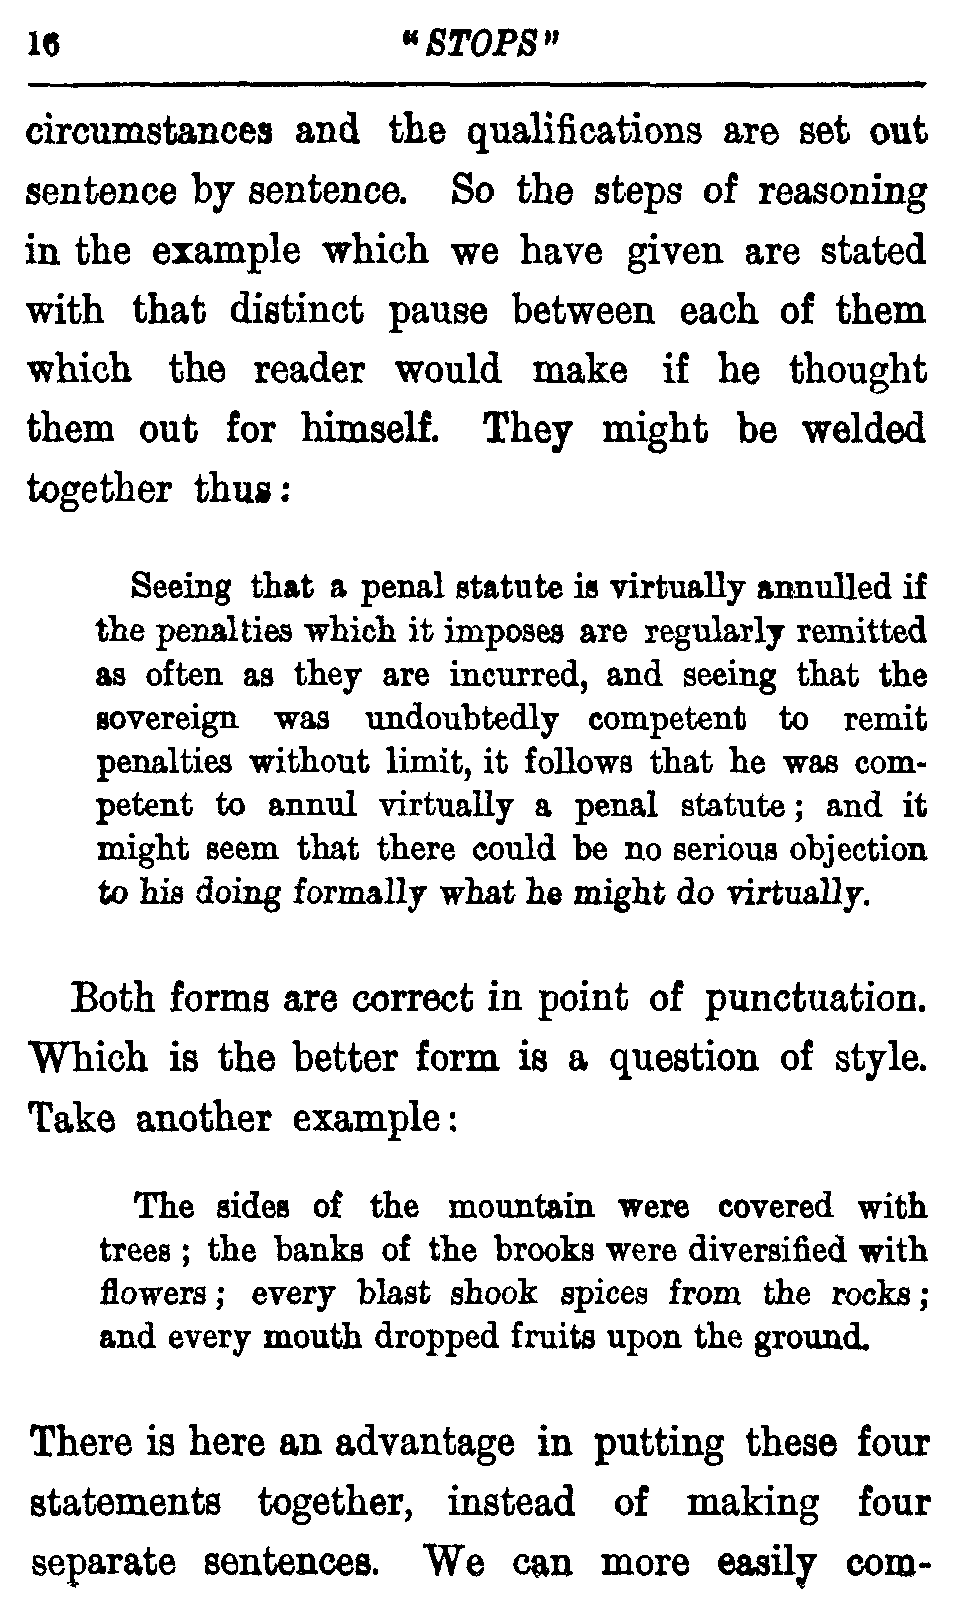 16 "STOPS"
circumstances and the qualifications are set out
sentence by sentence. So the steps of reasoning
in the example which we have given are stated
with that distinct pause between each of them
which the reader would make if he thought
them out for himself. They might be welded
together thus:
Seeing that a penal statute is virtually annulled if
the penalties which it imposes are regularly remitted
as often as they are incurred, and seeing that the
sovereign was undoubtedly competent to remit
penalties without limit, it follows that he was com-
petent to annul virtually a penal statute; and it
might seem that there could be no serious objection
to his doing formally what he might do virtually.
Both forms are correct in point of punctuation.
Which is the better form is a question of style.
Take another example:
The sides of the mountain were covered with
trees; the banks of the brooks were diversified with
flowers; every blast shook spices from the rocks;
and every mouth dropped fruits upon the ground.
There is here an advantage in putting these four
statements together, instead of making four
separate sentences. We can more easily com-